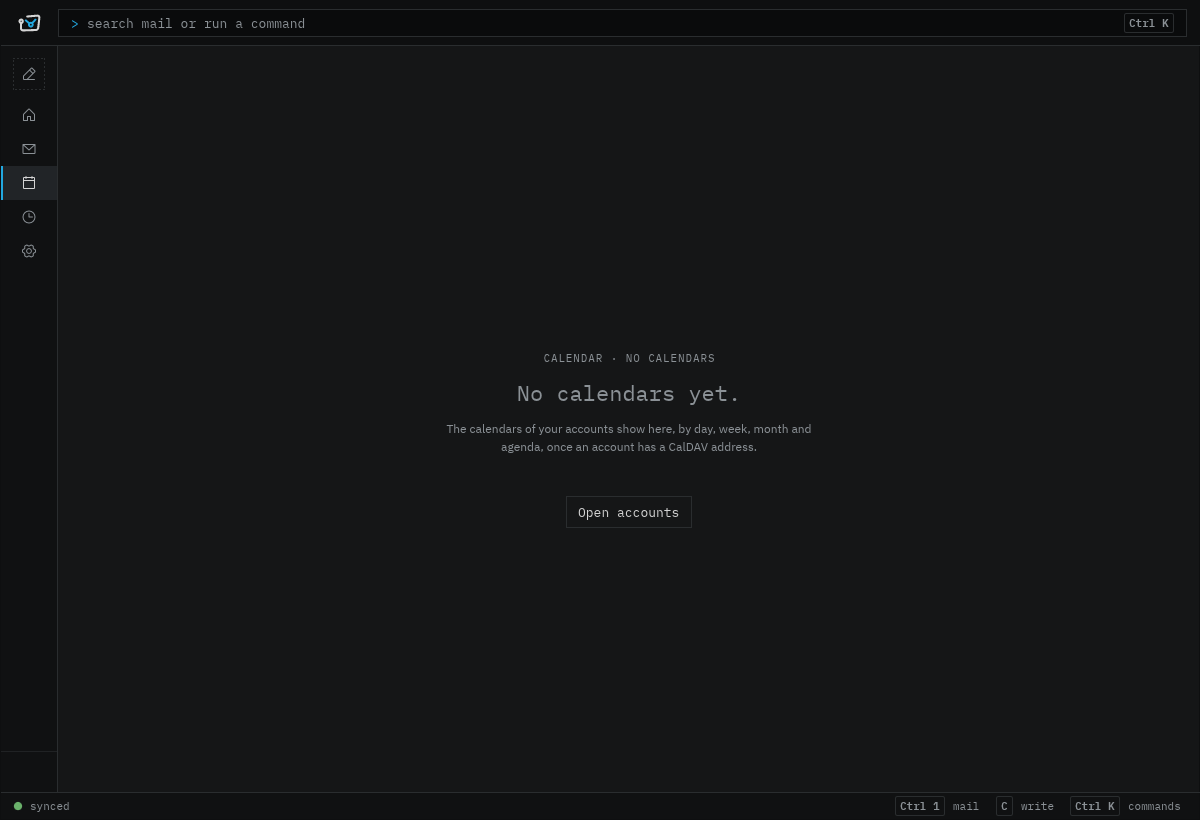 > search mail or run a command Ctrl K
CALENDAR · NO CALENDARS
No calendars yet.
The calendars of your accounts show here, by day, week, month and
agenda, once an account has a CalDAV address.
Open accounts
synced Ctrl 1 mail C write Ctrl K commands